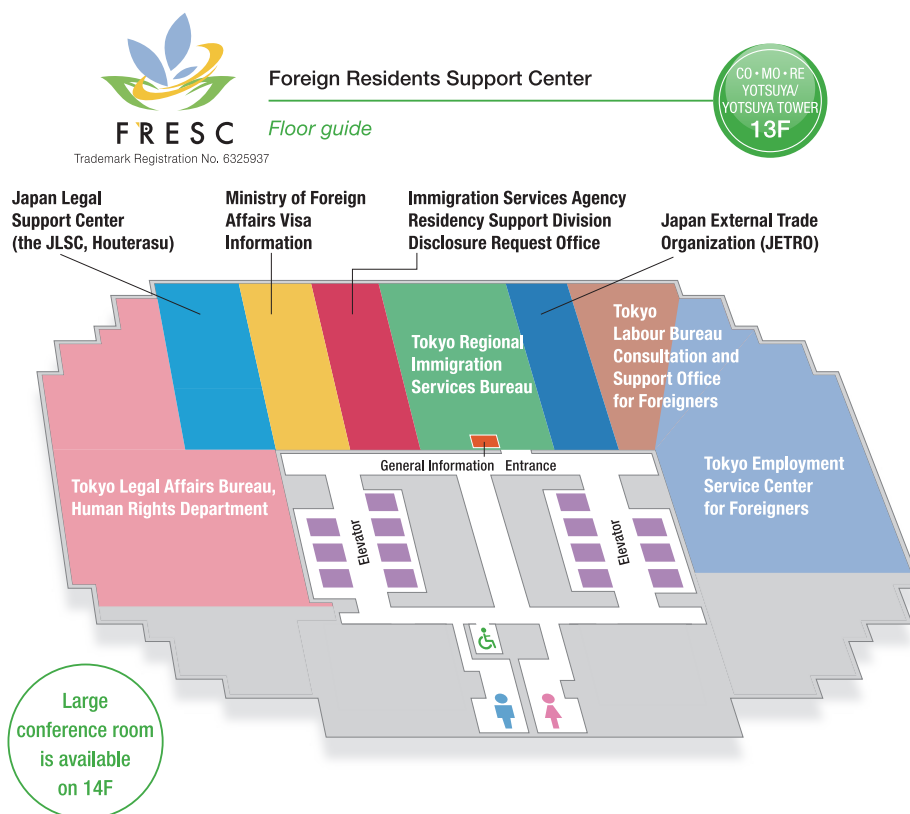 FRESC
Trademark Registration No. 6325937
Foreign Residents Support Center
Floor guide
CO・MO・RE
YOTSUYA/
YOTSUYA TOWER
13F
Japan Legal
Support Center
(the JLSC, Houterasu)
Ministry of Foreign
Affairs Visa
Information
Immigration Services Agency
Residency Support Division
Disclosure Request Office
Japan External Trade
Organization (JETRO)
Tokyo Regional
Immigration
Services Bureau
Tokyo
Labour Bureau
Consultation and
Support Office
for Foreigners
General Information
Entrance
Tokyo Legal Affairs Bureau,
Human Rights Department
Tokyo Employment
Service Center
for Foreigners
Elevator
Elevator
Large
conference room
is available
on 14F